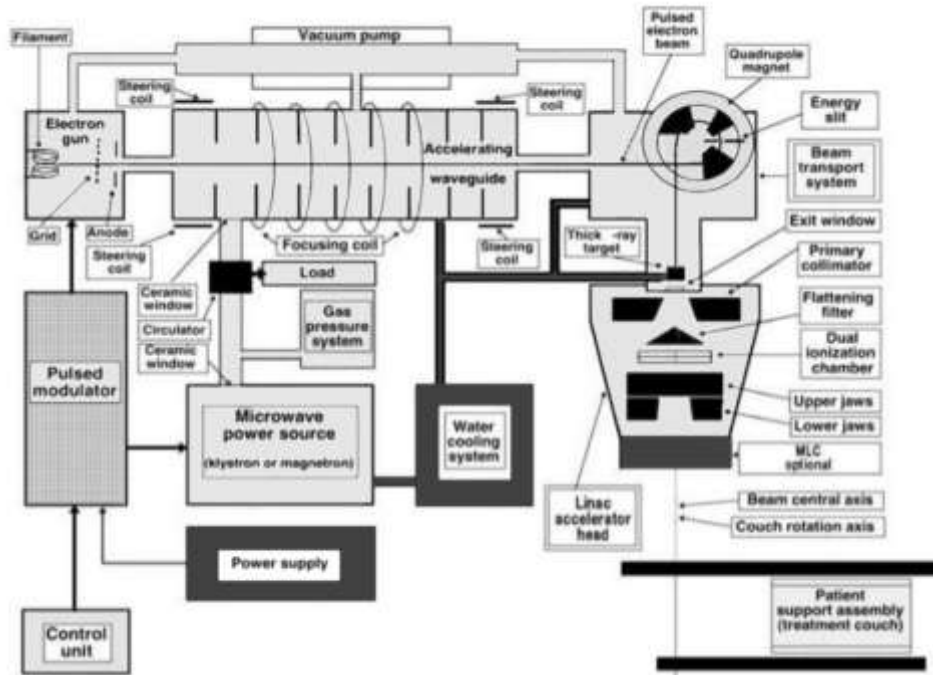 Vacuum pump
Pulsed
electron
beam
Filament
Quadrupole
magnet
Steering
coil
Steering
coil
Energy
slit
Electron
gun
Accelerating
waveguide
Beam
transport
system
Grid
Anode
Steering
coil
Focusing coil
Steering
coil
Thick -ray
target
Exit window
Primary
collimator
Ceramic
window
Load
Circulator
Gas
pressure
system
Flattening
filter
Ceramic
window
Dual
ionization
chamber
Pulsed
modulator
Microwave
power source
(klystron or magnetron)
Water
cooling
system
Upper jaws
Lower jaws
MLC
optional
Linac
accelerator
head
Beam central axis
Couch rotation axis
Power supply
Patient
support assembly
(treatment couch)
Control
unit